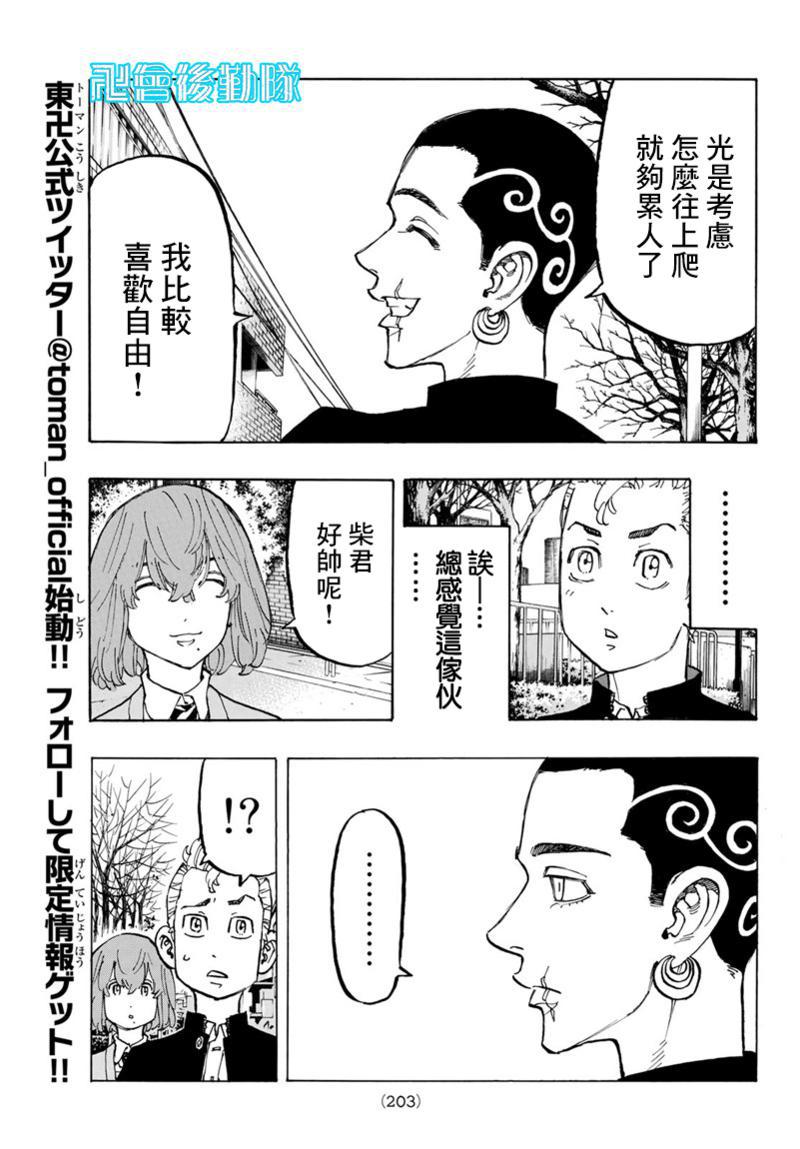 卍會後勤隊
光是考慮
怎麼往上爬
就夠累人了
我比較
喜歡自由！
………
誒——…
總感覺這傢伙
……
柴君
好帥呢！
………
!?
東卍公式ツイッター@toman_official始動!! フォローして限定情報ゲット!!
トーマンこうしき
しどう
げんていじょうほう
(203)